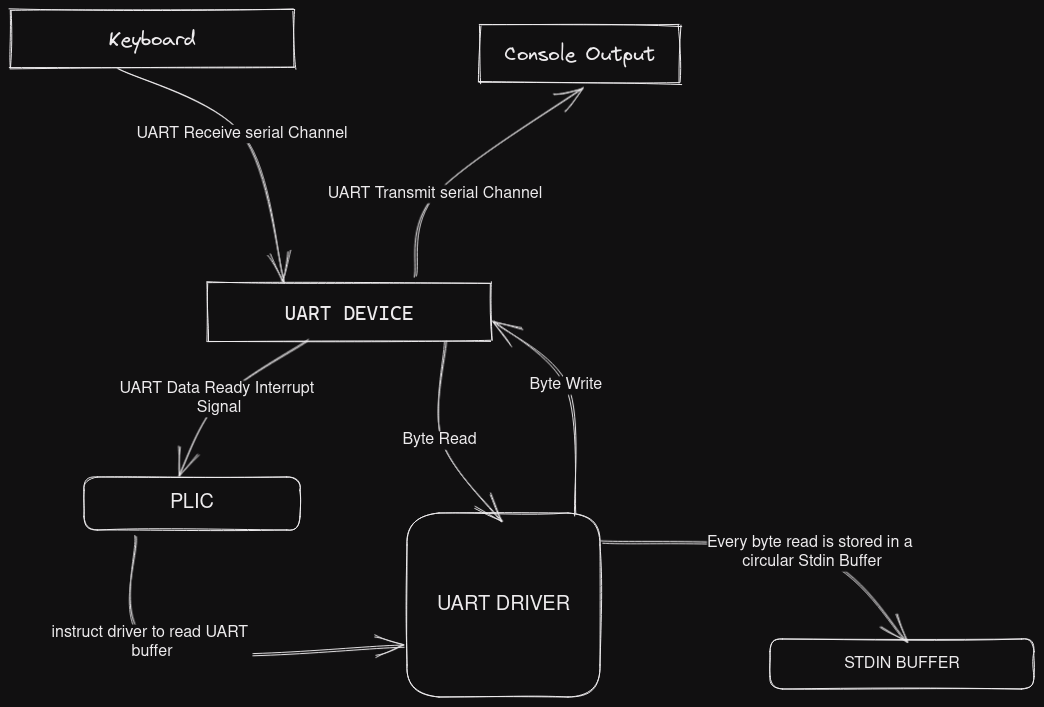 Keyboard
Console Output
UART Receive serial Channel
UART Transmit serial Channel
UART DEVICE
UART Data Ready Interrupt
Signal
Byte Write
Byte Read
PLIC
Every byte read is stored in a
circular Stdin Buffer
UART DRIVER
instruct driver to read UART
buffer
STDIN BUFFER